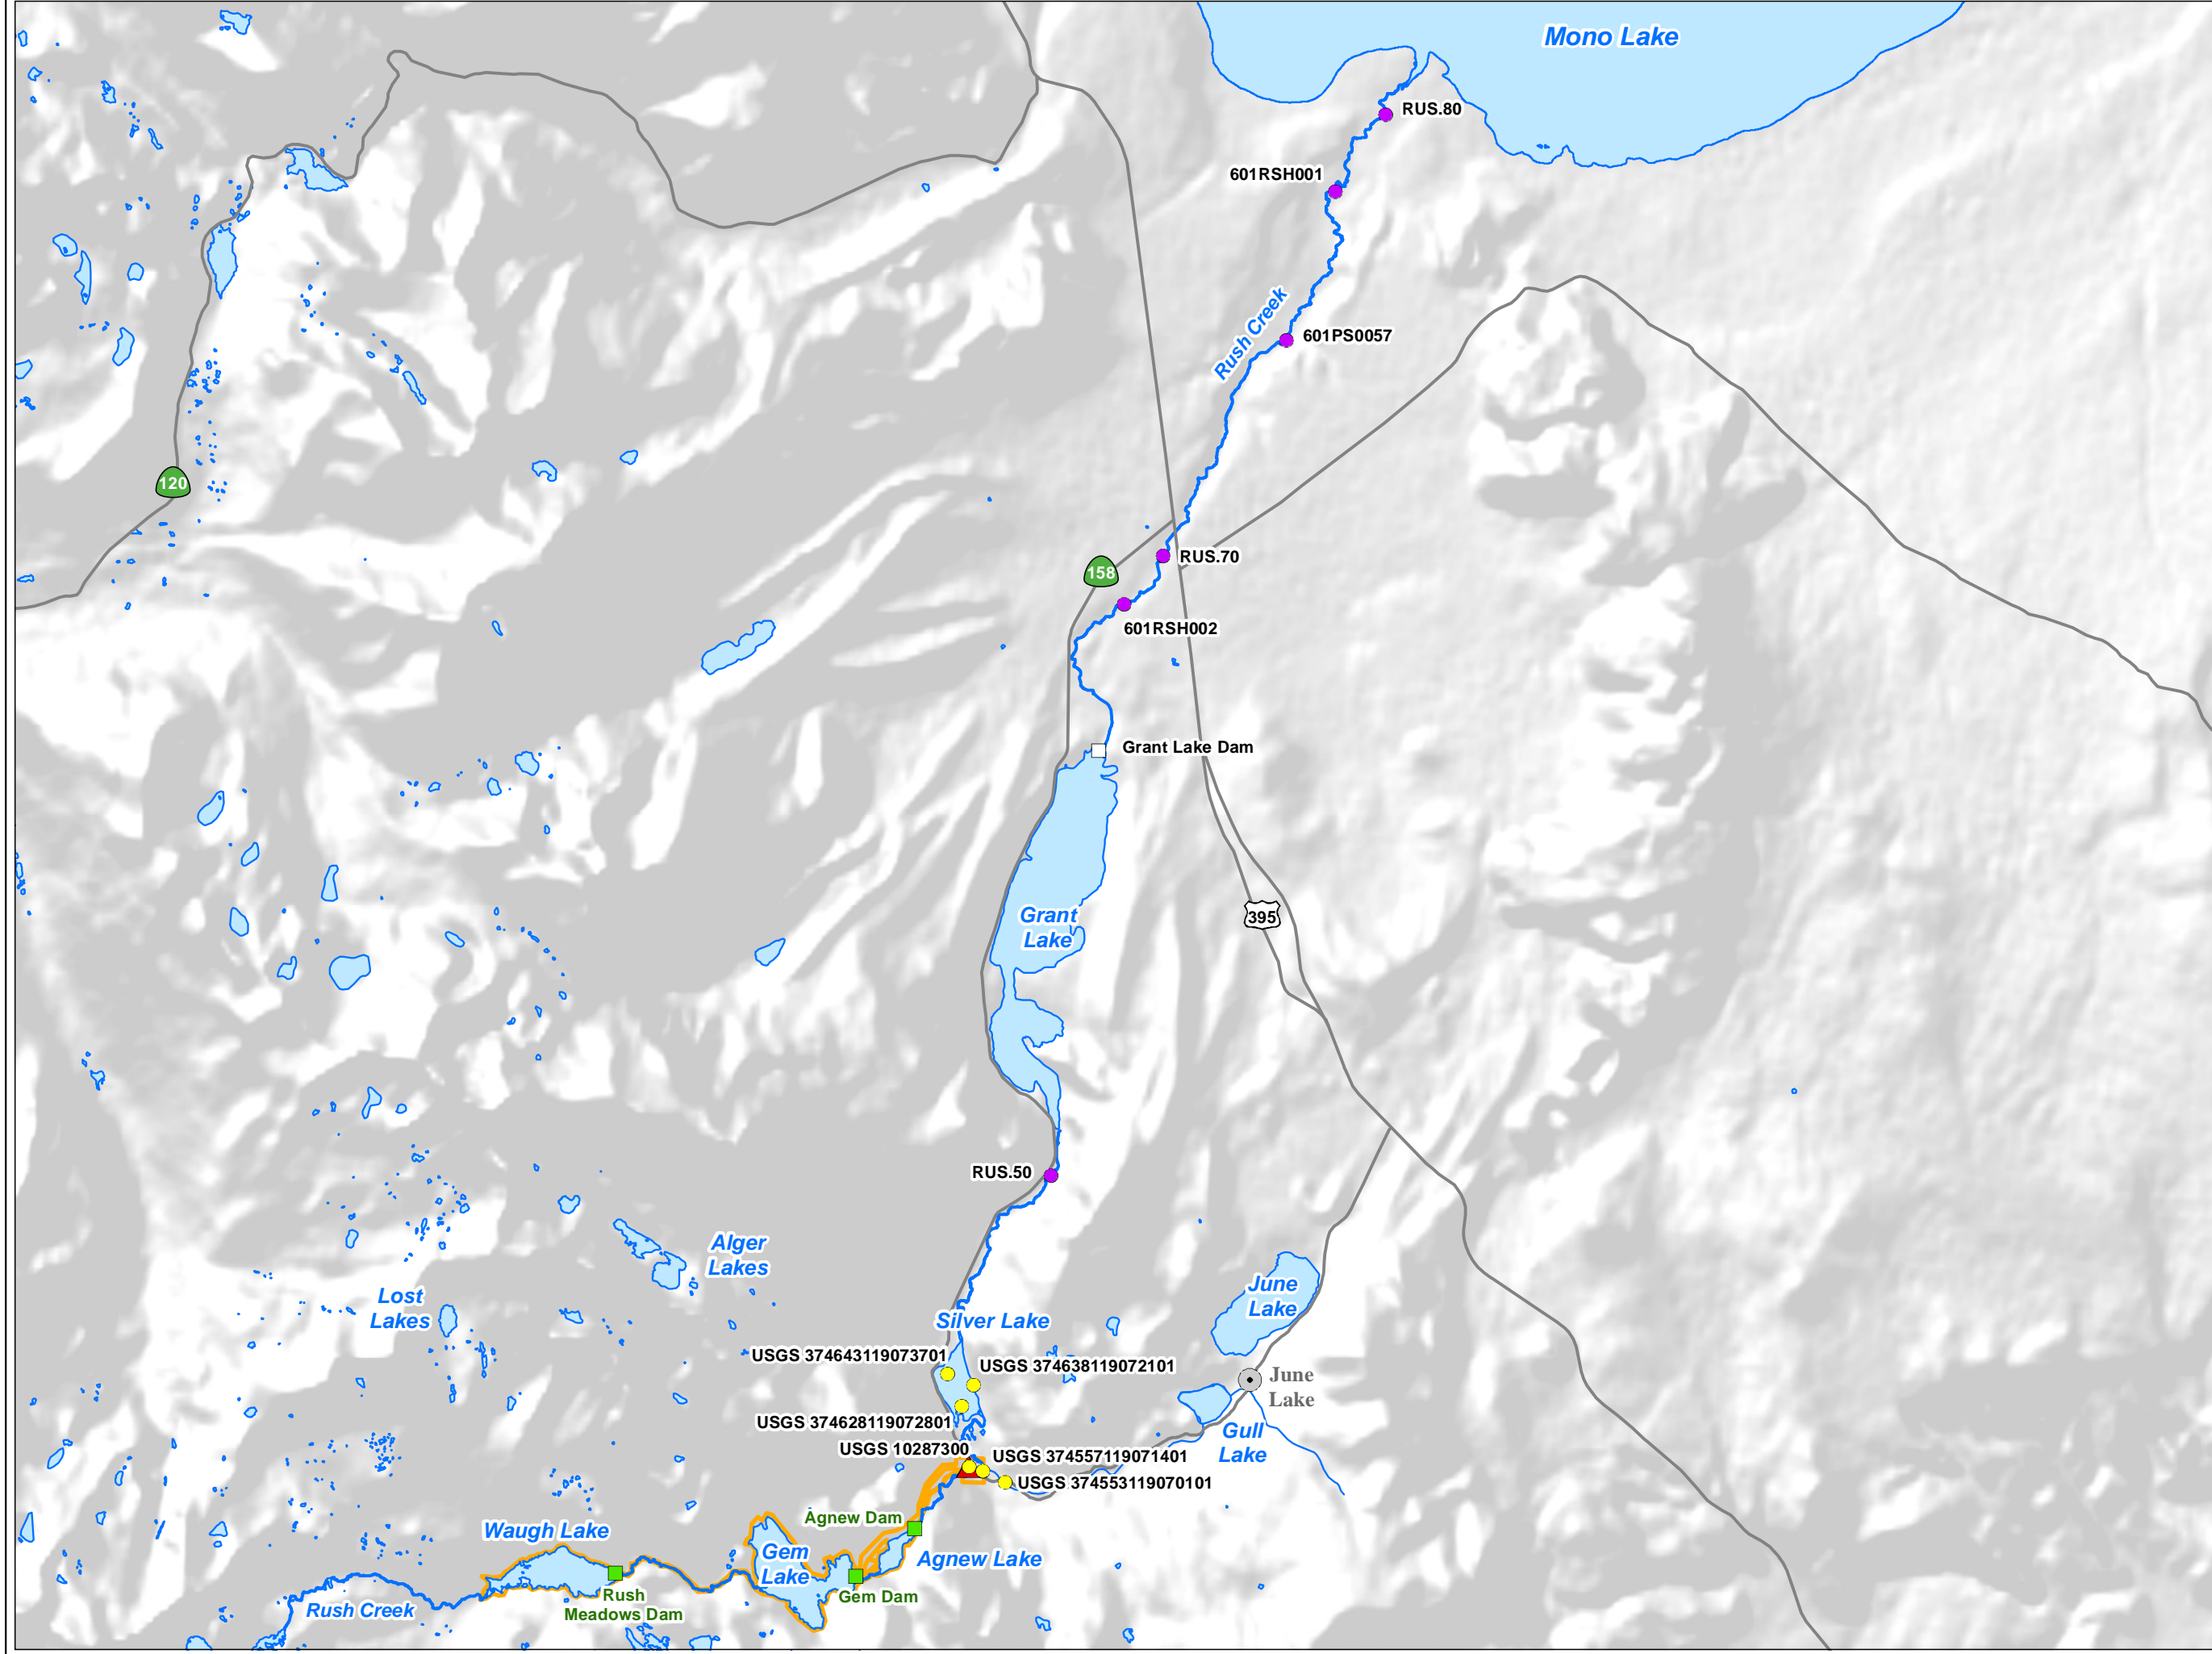 Mono Lake
RUS.80
601RSH001
601PS0057
Rush Creek
120
RUS.70
158
601RSH002
Grant Lake Dam
Grant
Lake
395
RUS.50
Alger
Lakes
Lost
Lakes
June
Lake
Silver Lake
USGS 374643119073701
USGS 374638119072101
June
Lake
USGS 374628119072801
Gull
Lake
USGS 10287300
USGS 374557119071401
USGS 374553119070101
Agnew Dam
Waugh Lake
Gem
Lake
Agnew Lake
Rush
Meadows Dam
Gem Dam
Rush Creek